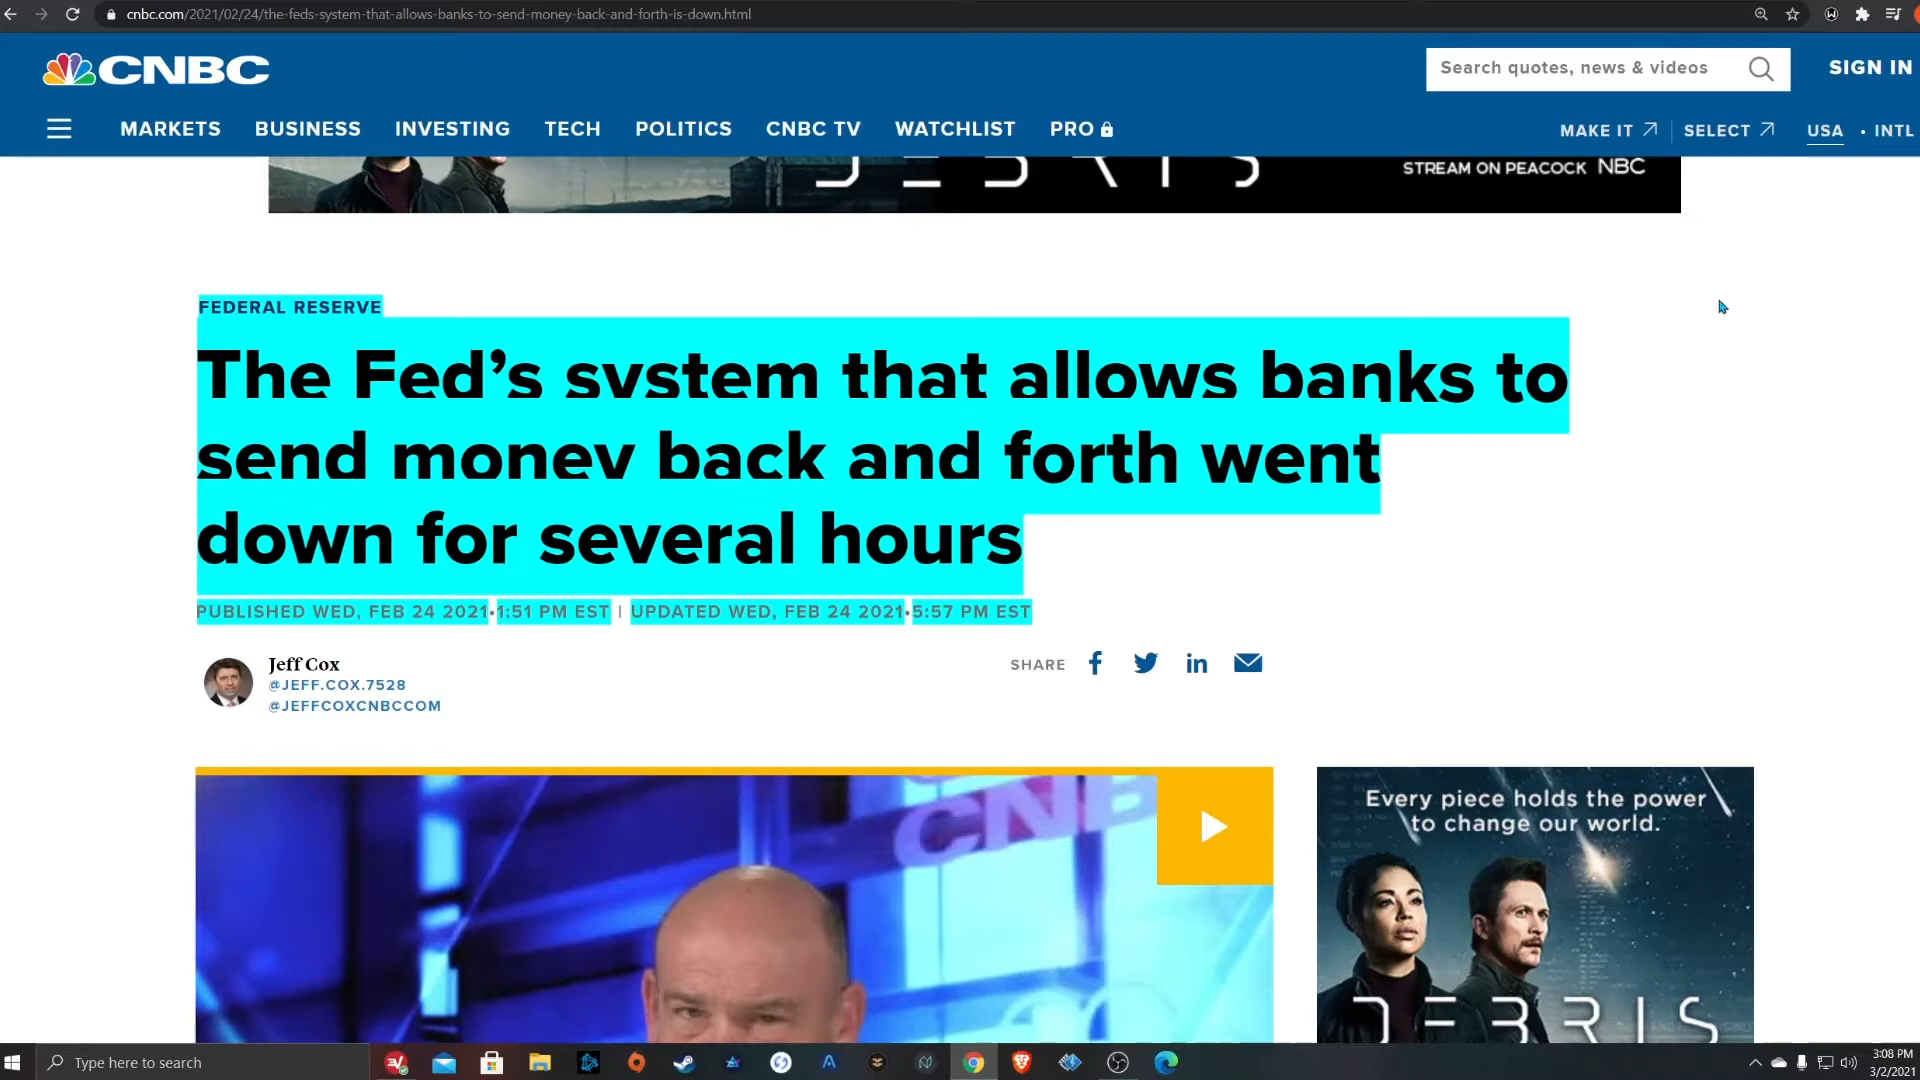 cnbc.com/2021/02/24/the-feds-system-that-allows-banks-to-send-money-back-and-forth-is-down.html
CNBC
Search quotes, news & videos
SIGN IN
MARKETS BUSINESS INVESTING TECH POLITICS CNBC TV WATCHLIST PRO
MAKE IT SELECT USA • INTL
DEBRIS
STREAM ON PEACOCK NBC
FEDERAL RESERVE
The Fed’s system that allows banks to
send money back and forth went
down for several hours
PUBLISHED WED, FEB 24 2021•1:51 PM EST | UPDATED WED, FEB 24 2021•5:57 PM EST
Jeff Cox
@JEFF.COX.7528
@JEFFCOXCNBCCOM
SHARE
CNB
Every piece holds the power
to change our world.
DEBRIS
Type here to search
3:08 PM
3/2/2021